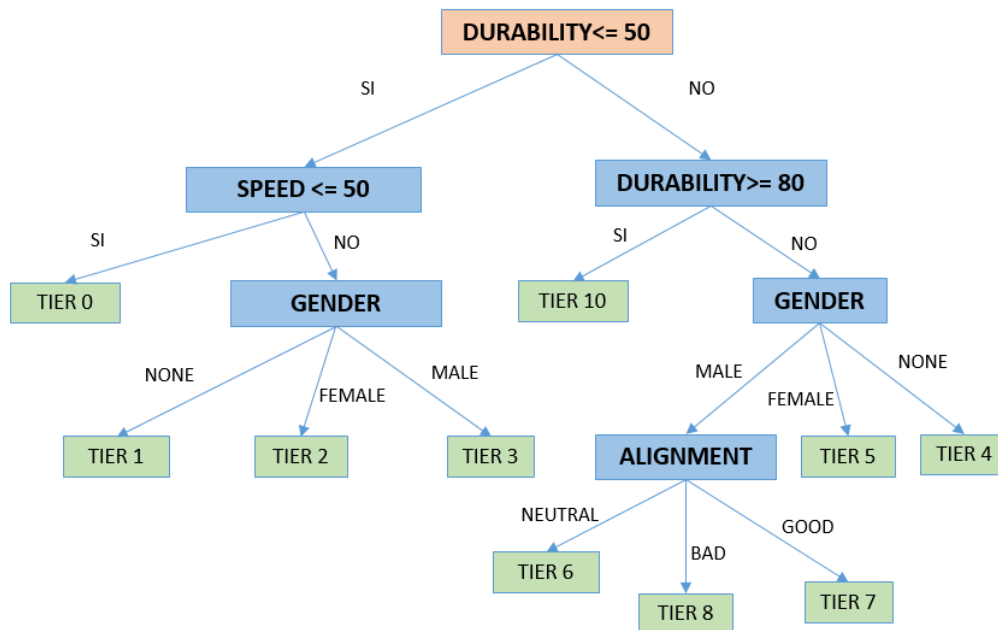 DURABILITY<= 50
SI
NO
SPEED <= 50
DURABILITY>= 80
SI
NO
SI
NO
TIER 0
GENDER
TIER 10
GENDER
NONE
FEMALE
MALE
MALE
FEMALE
NONE
TIER 1
TIER 2
TIER 3
ALIGNMENT
TIER 5
TIER 4
NEUTRAL
BAD
GOOD
TIER 6
TIER 8
TIER 7